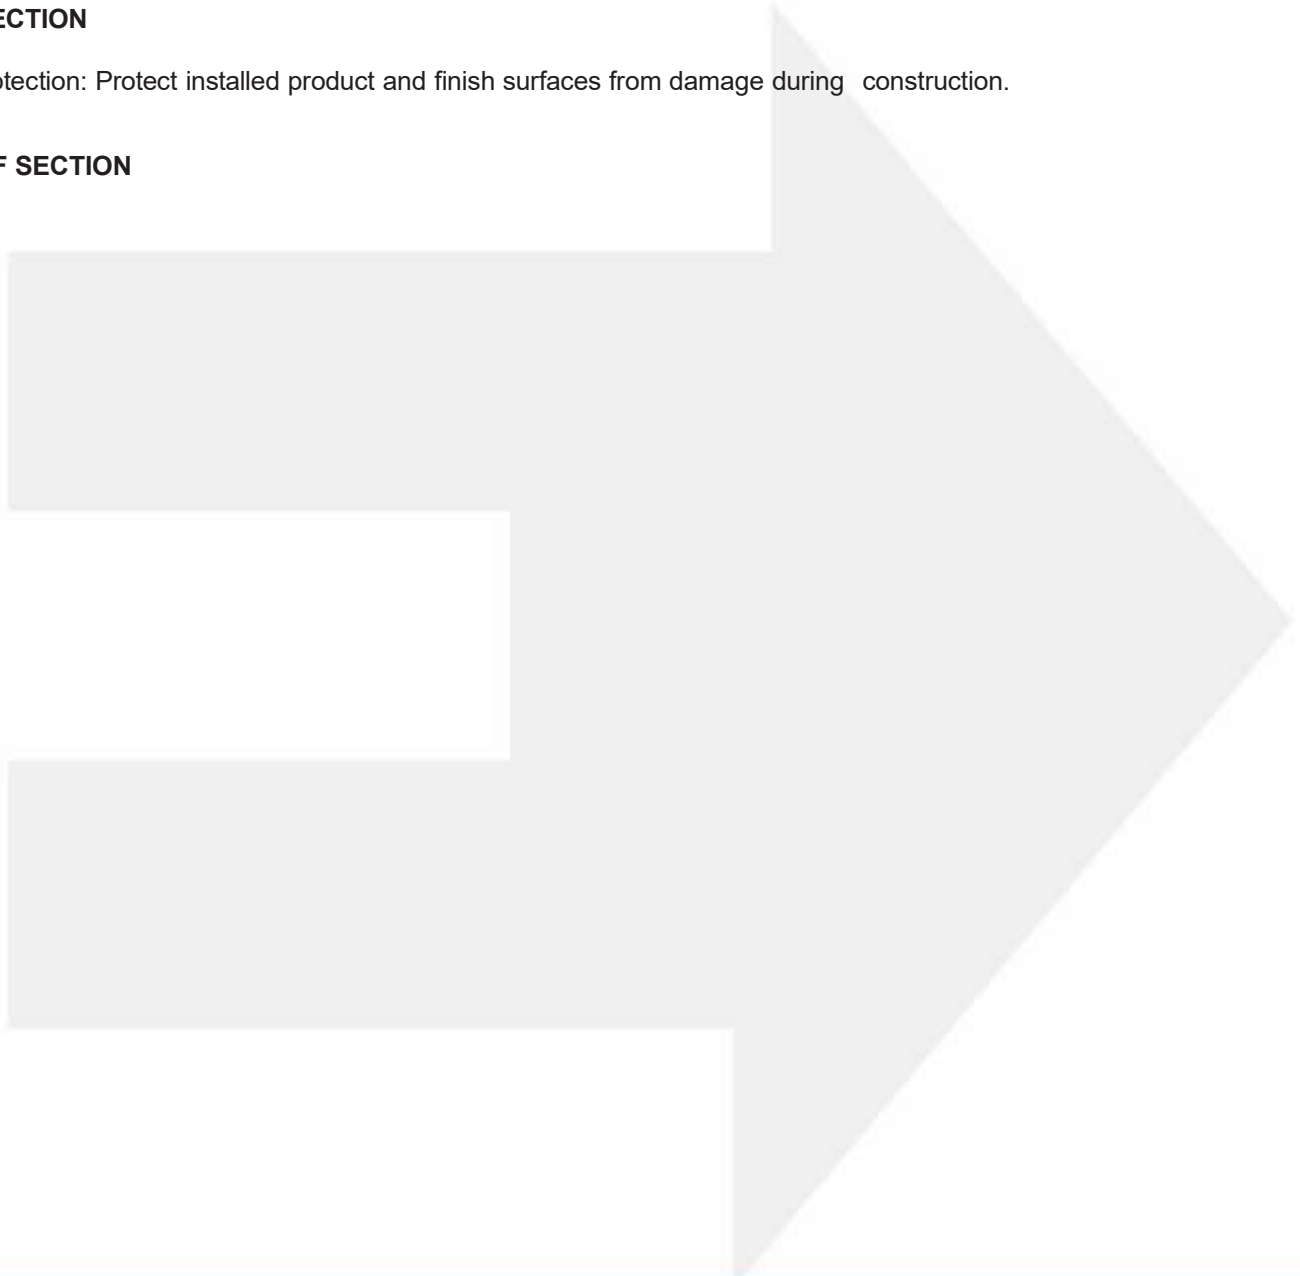 ECTION
otection: Protect installed product and finish surfaces from damage during construction.
F SECTION